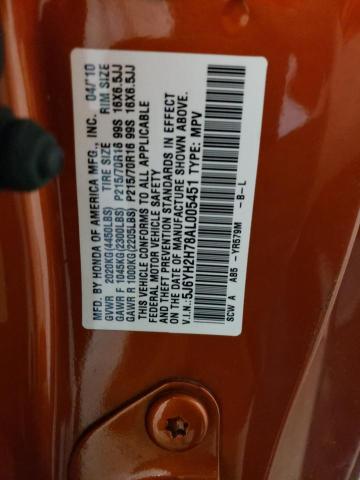 MFD. BY HONDA OF AMERICA MFG., INC. 04/10
GVWR 2020KG(4450LBS) TIRE SIZE RIM SIZE
GAWR F 1045KG(2300LBS) P215/70R16 99S 16X6.5JJ
GAWR R 1000KG(2205LBS) P215/70R16 99S 16X6.5JJ
THIS VEHICLE CONFORMS TO ALL APPLICABLE
FEDERAL MOTOR VEHICLE SAFETY AND THEFT
PREVENTION STANDARDS IN EFFECT ON THE
DATE OF MANUFACTURE SHOWN ABOVE.
V.I.N.:5J6YH2H78AL005451 TYPE: MPV
SCW A AB5 -YR579M -B-L